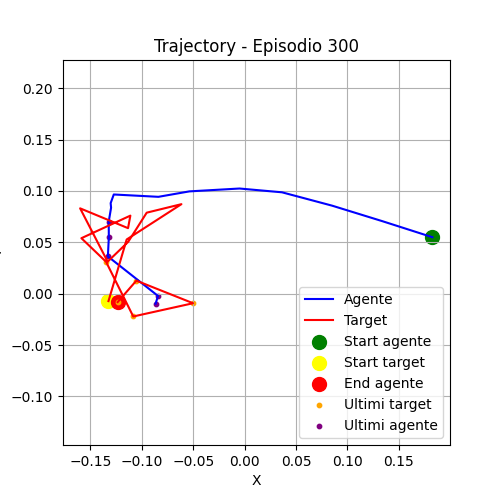 Trajectory - Episodio 300
0.20
0.15
0.10
0.05
0.00
−0.05
−0.10
Agente
Target
Start agente
Start target
End agente
Ultimi target
Ultimi agente
−0.15 −0.10 −0.05 0.00 0.05 0.10 0.15
X